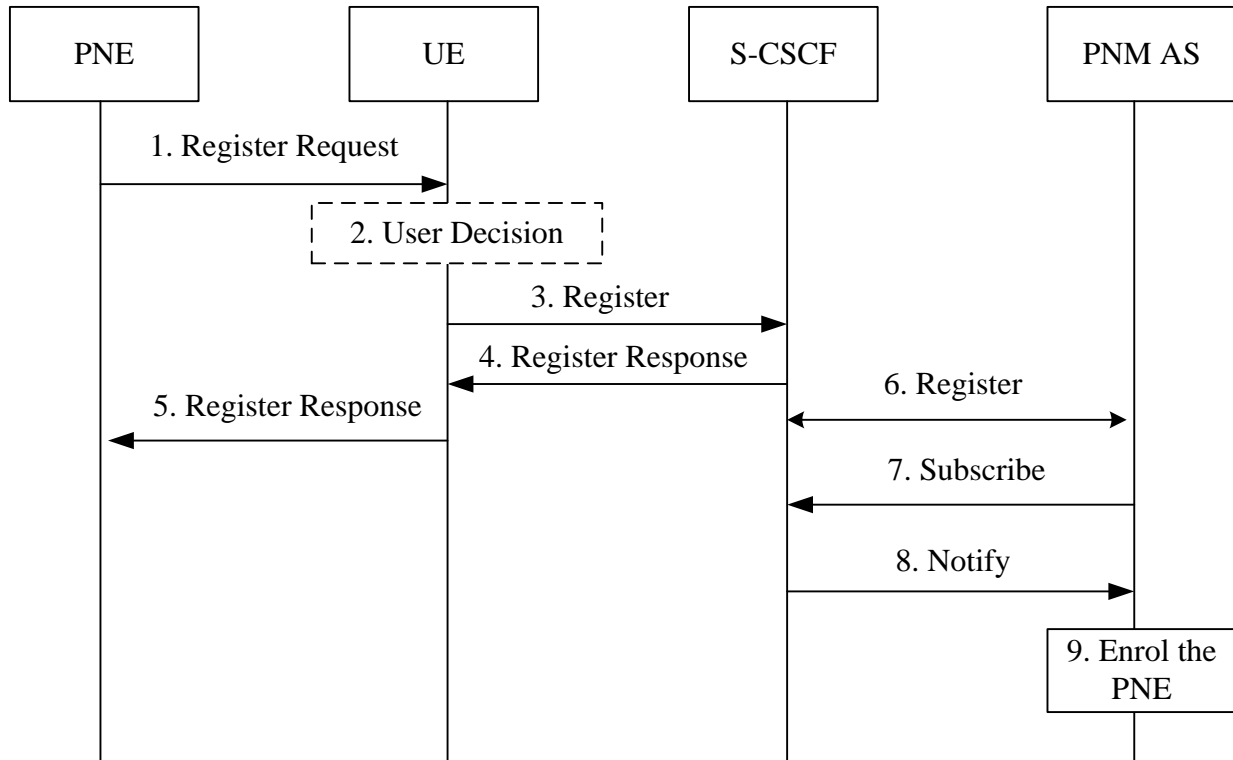 PNE
UE
S-CSCF
PNM AS
1. Register Request
2. User Decision
3. Register
4. Register Response
5. Register Response
6. Register
7. Subscribe
8. Notify
9. Enrol the
PNE